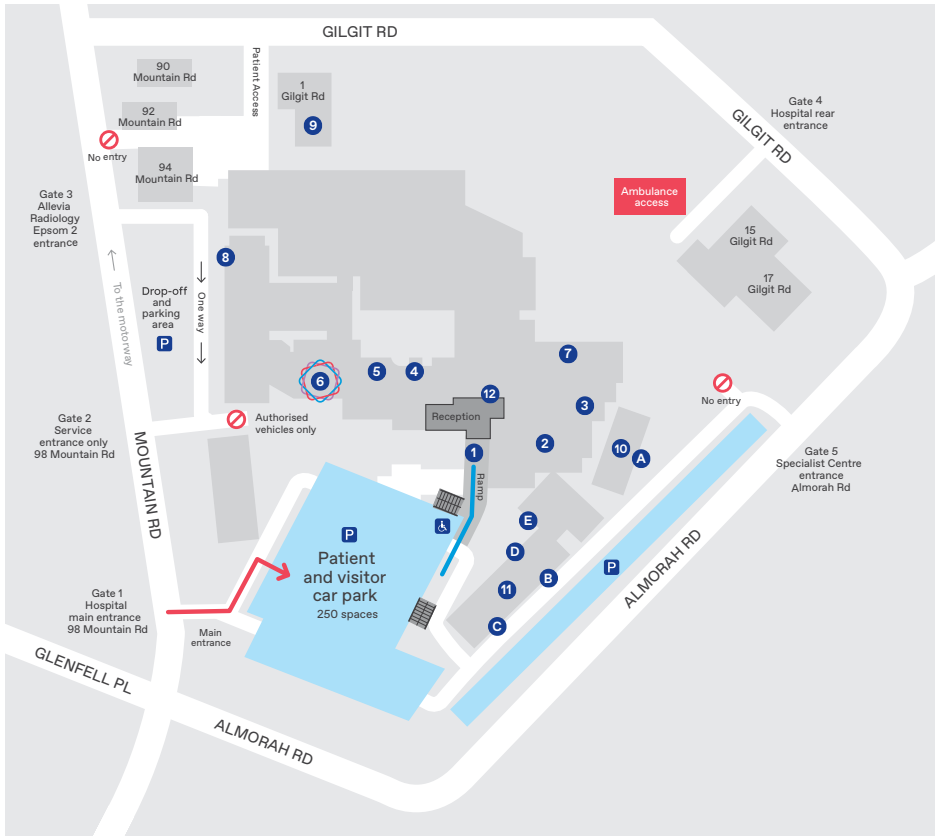 GILGIT RD
90
Mountain Rd
Patient Access
1
Gilgit Rd
9
92
Mountain Rd
No entry
94
Mountain Rd
Gate 4
Hospital rear
entrance
GILGIT RD
Ambulance
access
15
Gilgit Rd
17
Gilgit Rd
Gate 3
Allevia
Radiology
Epsom 2
entrance
8
To the motorway
Drop-off
and
parking
area
P
One way
6
5
4
12
7
3
Reception
1
2
10
A
No entry
Gate 2
Service
entrance only
98 Mountain Rd
Authorised
vehicles only
MOUNTAIN RD
Gate 5
Specialist Centre
entrance
Almorah Rd
Ramp
P
Patient
and visitor
car park
250 spaces
E
D
11
B
C
P
ALMORAH RD
Gate 1
Hospital
main entrance
98 Mountain Rd
Main
entrance
GLENFELL PL
ALMORAH RD